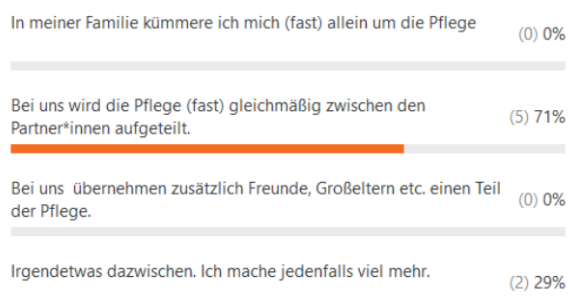 In meiner Familie kümmere ich mich (fast) allein um die Pflege
(0) 0%
Bei uns wird die Pflege (fast) gleichmäßig zwischen den
Partner*innen aufgeteilt.
(5) 71%
Bei uns übernehmen zusätzlich Freunde, Großeltern etc. einen Teil
der Pflege.
(0) 0%
Irgendetwas dazwischen. Ich mache jedenfalls viel mehr.
(2) 29%